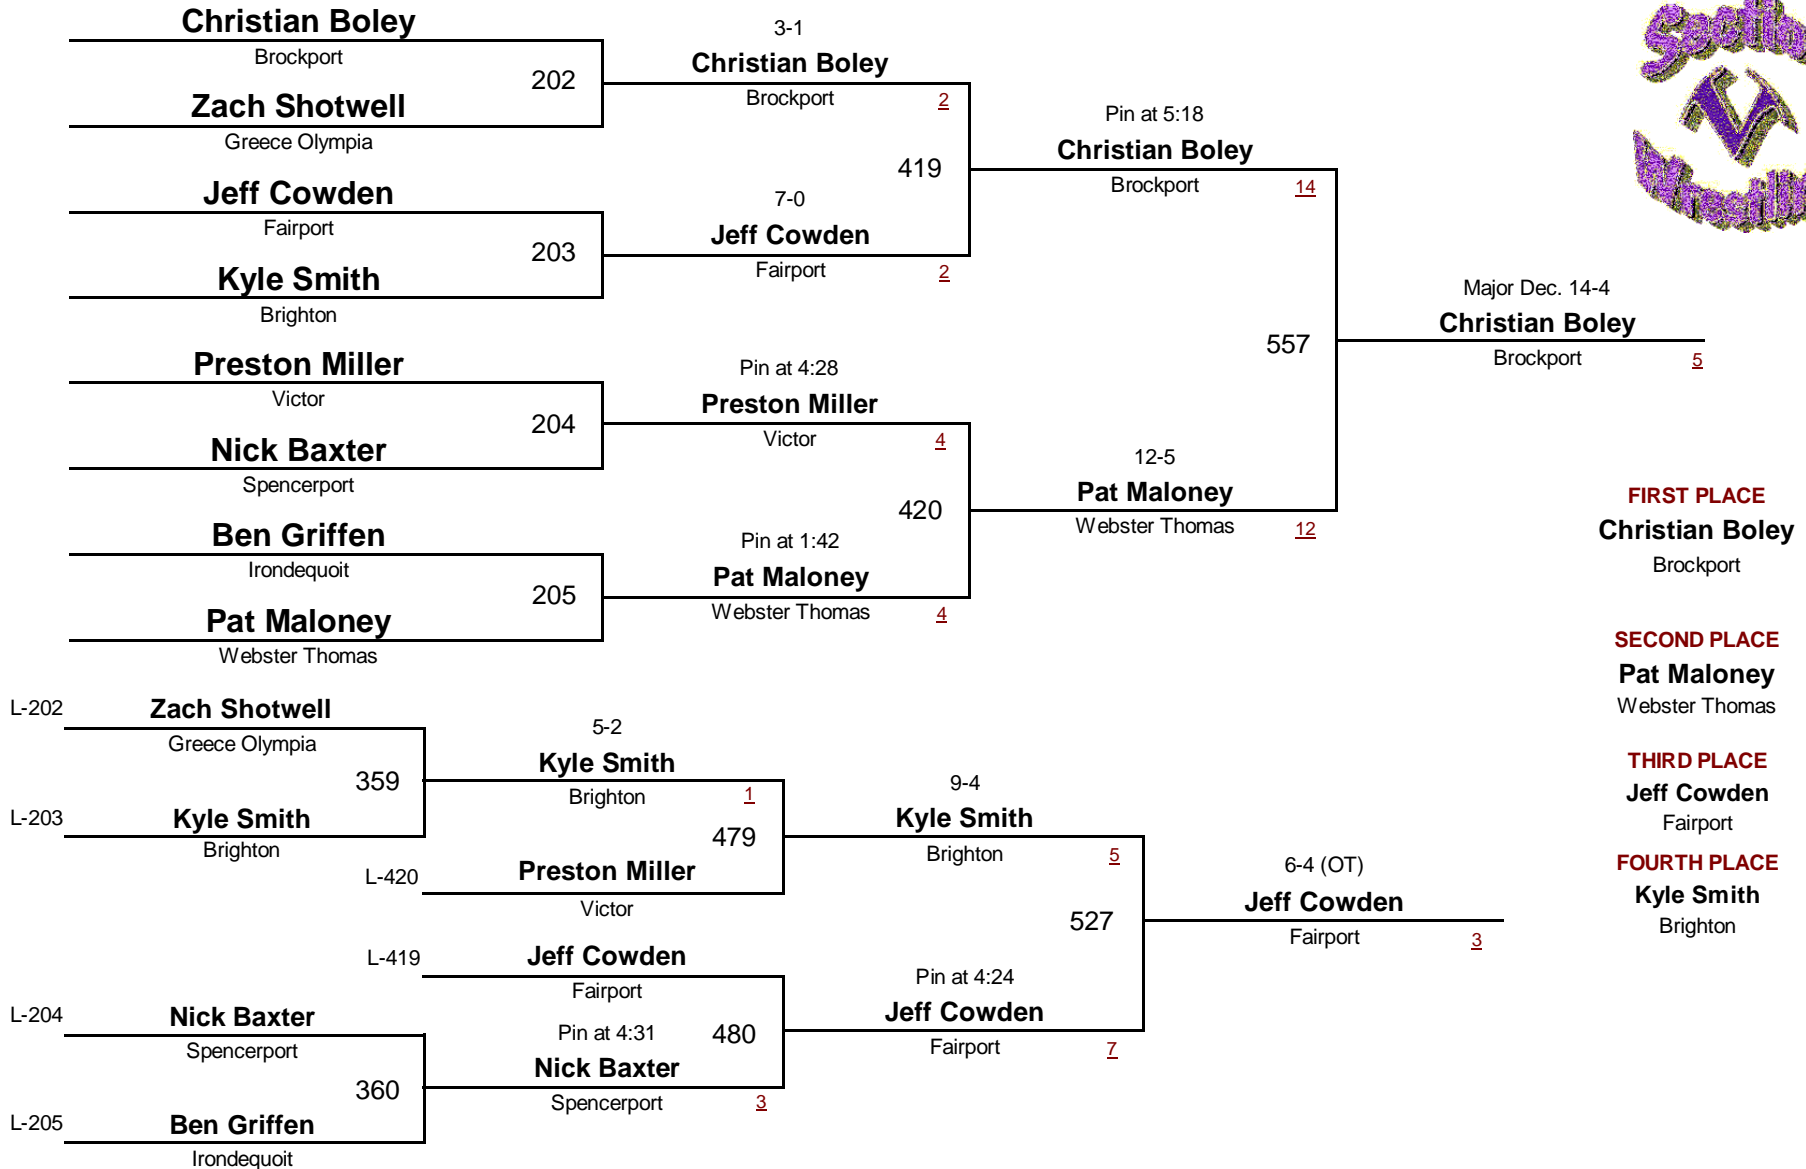 Christian Boley
Brockport
202
Zach Shotwell
Greece Olympia
Jeff Cowden
Fairport
203
Kyle Smith
Brighton
Preston Miller
Victor
204
Nick Baxter
Spencerport
Ben Griffen
Irondequoit
205
Pat Maloney
Webster Thomas
3-1
Christian Boley
Brockport
2
419
7-0
Jeff Cowden
Fairport
2
Pin at 4:28
Preston Miller
Victor
4
420
Pin at 1:42
Pat Maloney
Webster Thomas
4
Pin at 5:18
Christian Boley
Brockport
14
557
12-5
Pat Maloney
Webster Thomas
12
Major Dec. 14-4
Christian Boley
Brockport
5
L-202
Zach Shotwell
Greece Olympia
359
L-203
Kyle Smith
Brighton
5-2
Kyle Smith
Brighton
1
479
L-420
Preston Miller
Victor
L-419
Jeff Cowden
Fairport
480
L-204
Nick Baxter
Spencerport
360
L-205
Ben Griffen
Irondequoit
Pin at 4:31
Nick Baxter
Spencerport
3
9-4
Kyle Smith
Brighton
5
527
Pin at 4:24
Jeff Cowden
Fairport
7
6-4 (OT)
Jeff Cowden
Fairport
3
V
FIRST PLACE
Christian Boley
Brockport
SECOND PLACE
Pat Maloney
Webster Thomas
THIRD PLACE
Jeff Cowden
Fairport
FOURTH PLACE
Kyle Smith
Brighton